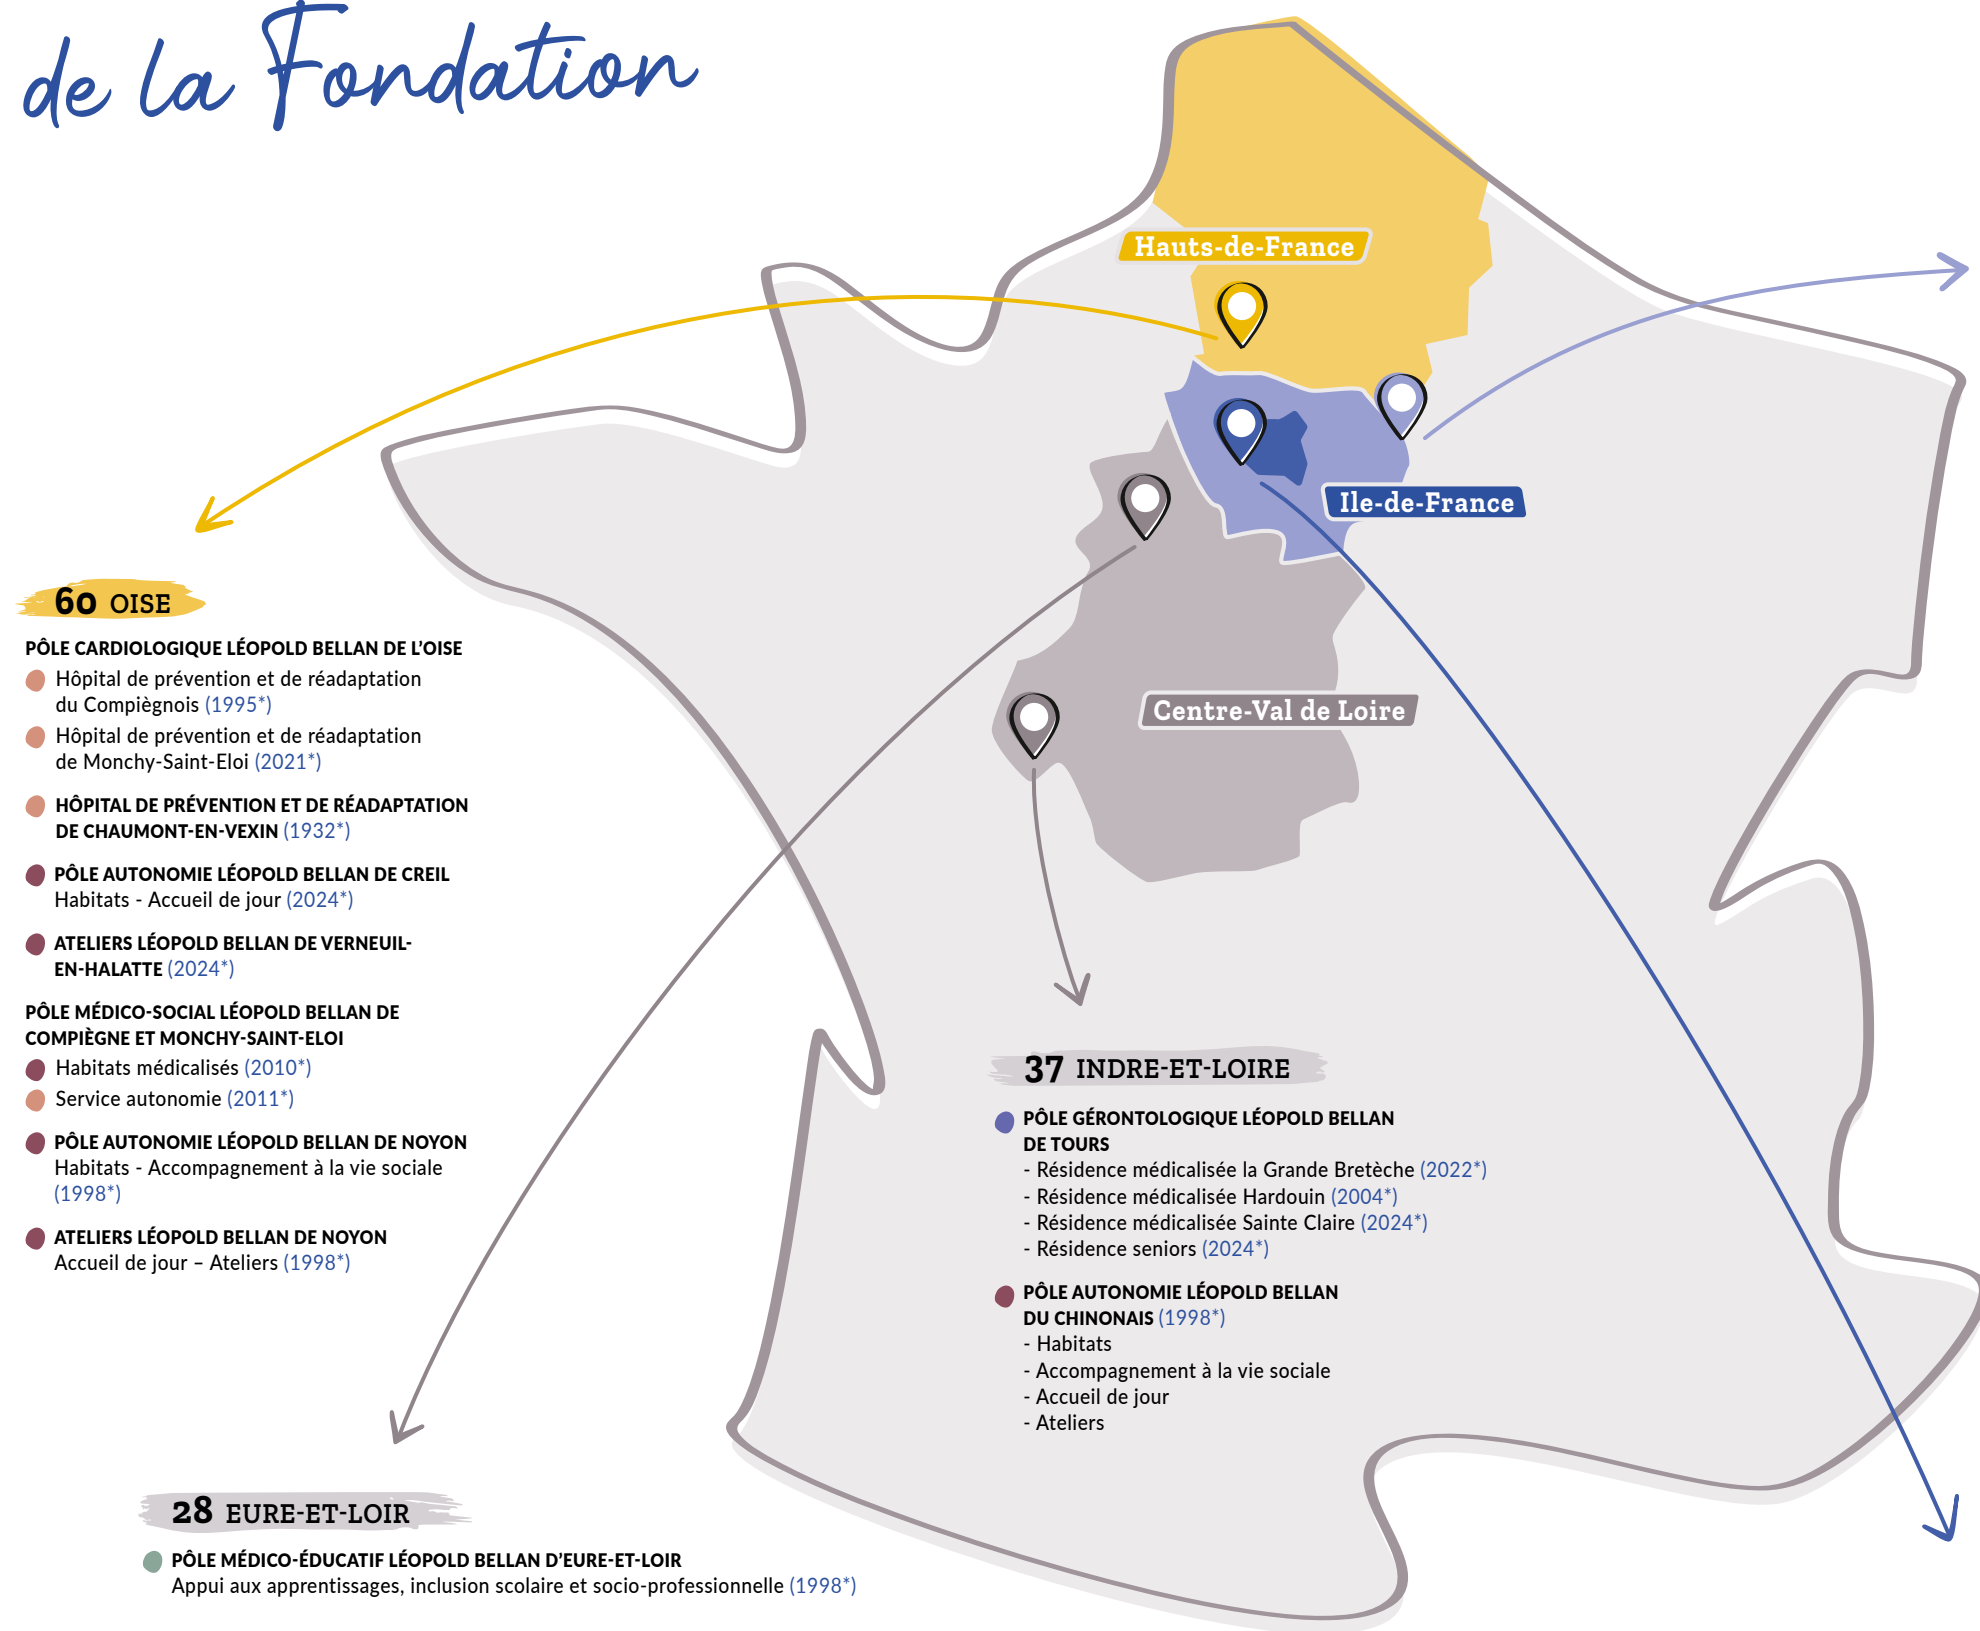 de la Fondation
Hauts-de-France
Ile-de-France
Centre-Val de Loire
60 OISE
PÔLE CARDIOLOGIQUE LÉOPOLD BELLAN DE L’OISE
Hôpital de prévention et de réadaptation
du Compiègnois (1995*)
Hôpital de prévention et de réadaptation
de Monchy-Saint-Eloi (2021*)
HÔPITAL DE PRÉVENTION ET DE RÉADAPTATION
DE CHAUMONT-EN-VEXIN (1932*)
PÔLE AUTONOMIE LÉOPOLD BELLAN DE CREIL
Habitats - Accueil de jour (2024*)
ATELIERS LÉOPOLD BELLAN DE VERNEUIL-
EN-HALATTE (2024*)
PÔLE MÉDICO-SOCIAL LÉOPOLD BELLAN DE
COMPIÈGNE ET MONCHY-SAINT-ELOI
Habitats médicalisés (2010*)
Service autonomie (2011*)
PÔLE AUTONOMIE LÉOPOLD BELLAN DE NOYON
Habitats - Accompagnement à la vie sociale
(1998*)
ATELIERS LÉOPOLD BELLAN DE NOYON
Accueil de jour – Ateliers (1998*)
37 INDRE-ET-LOIRE
PÔLE GÉRONTOLOGIQUE LÉOPOLD BELLAN
DE TOURS
- Résidence médicalisée la Grande Bretèche (2022*)
- Résidence médicalisée Hardouin (2004*)
- Résidence médicalisée Sainte Claire (2024*)
- Résidence seniors (2024*)
PÔLE AUTONOMIE LÉOPOLD BELLAN
DU CHINONAIS (1998*)
- Habitats
- Accompagnement à la vie sociale
- Accueil de jour
- Ateliers
28 EURE-ET-LOIR
PÔLE MÉDICO-ÉDUCATIF LÉOPOLD BELLAN D’EURE-ET-LOIR
Appui aux apprentissages, inclusion scolaire et socio-professionnelle (1998*)